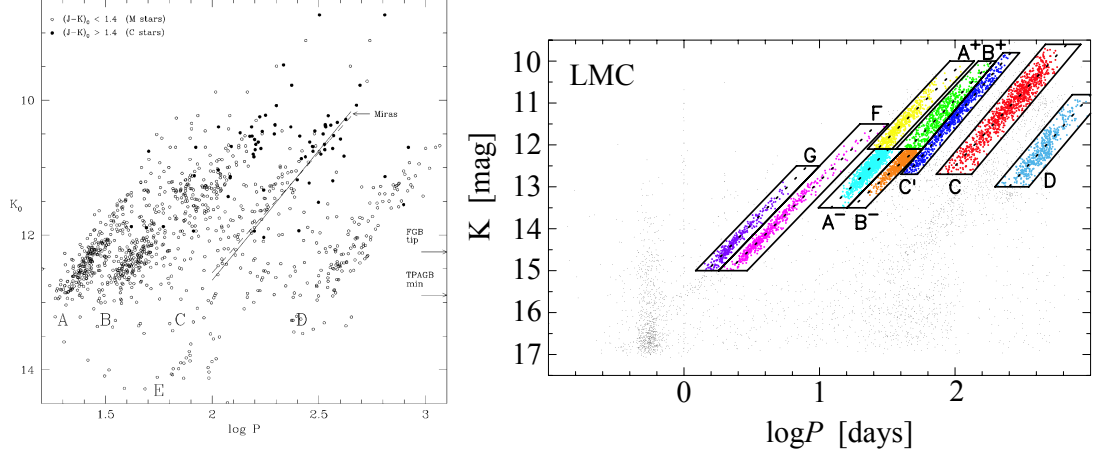 (J-K)₀ < 1.4 (M stars)
(J-K)₀ > 1.4 (C stars)
Miras
FGB
tip
TPAGB
min
A B C D
E
10
12
14
K₀
1.5 2 2.5 3
log P
LMC
A⁺ B⁺
F
G
C'
C
D
A⁻ B⁻
10
11
12
13
14
15
16
17
K [mag]
0 1 2
logP [days]